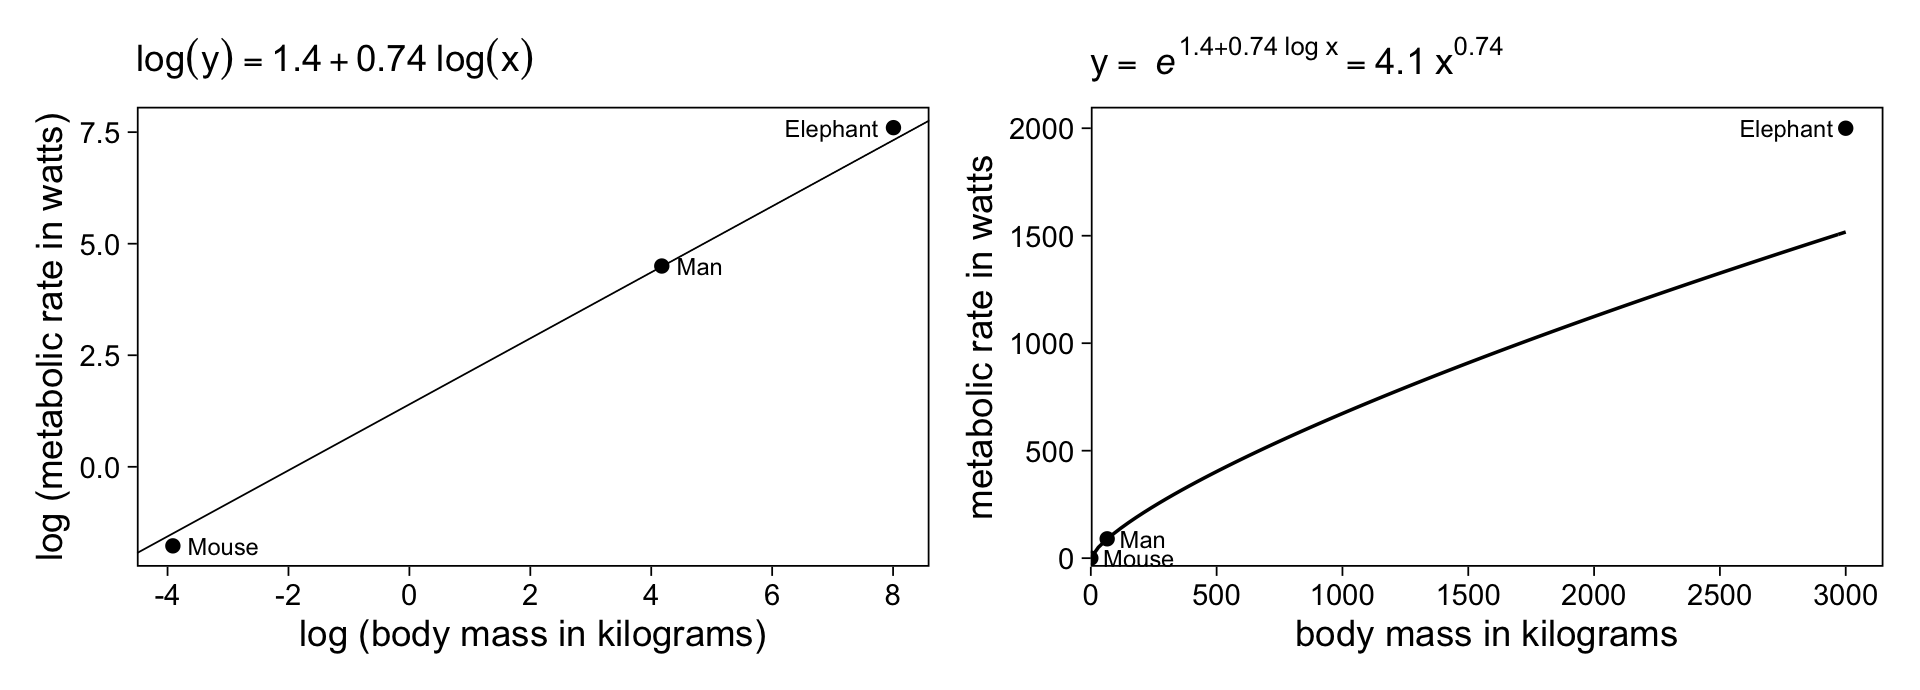 log(y) = 1.4 + 0.74 log(x)
log (metabolic rate in watts)
7.5
5.0
2.5
0.0
Elephant
Man
Mouse
-4 -2 0 2 4 6 8
log (body mass in kilograms)
y = e^1.4+0.74 log x = 4.1 x^0.74
metabolic rate in watts
2000
1500
1000
500
0
Elephant
Man
Mouse
0 500 1000 1500 2000 2500 3000
body mass in kilograms